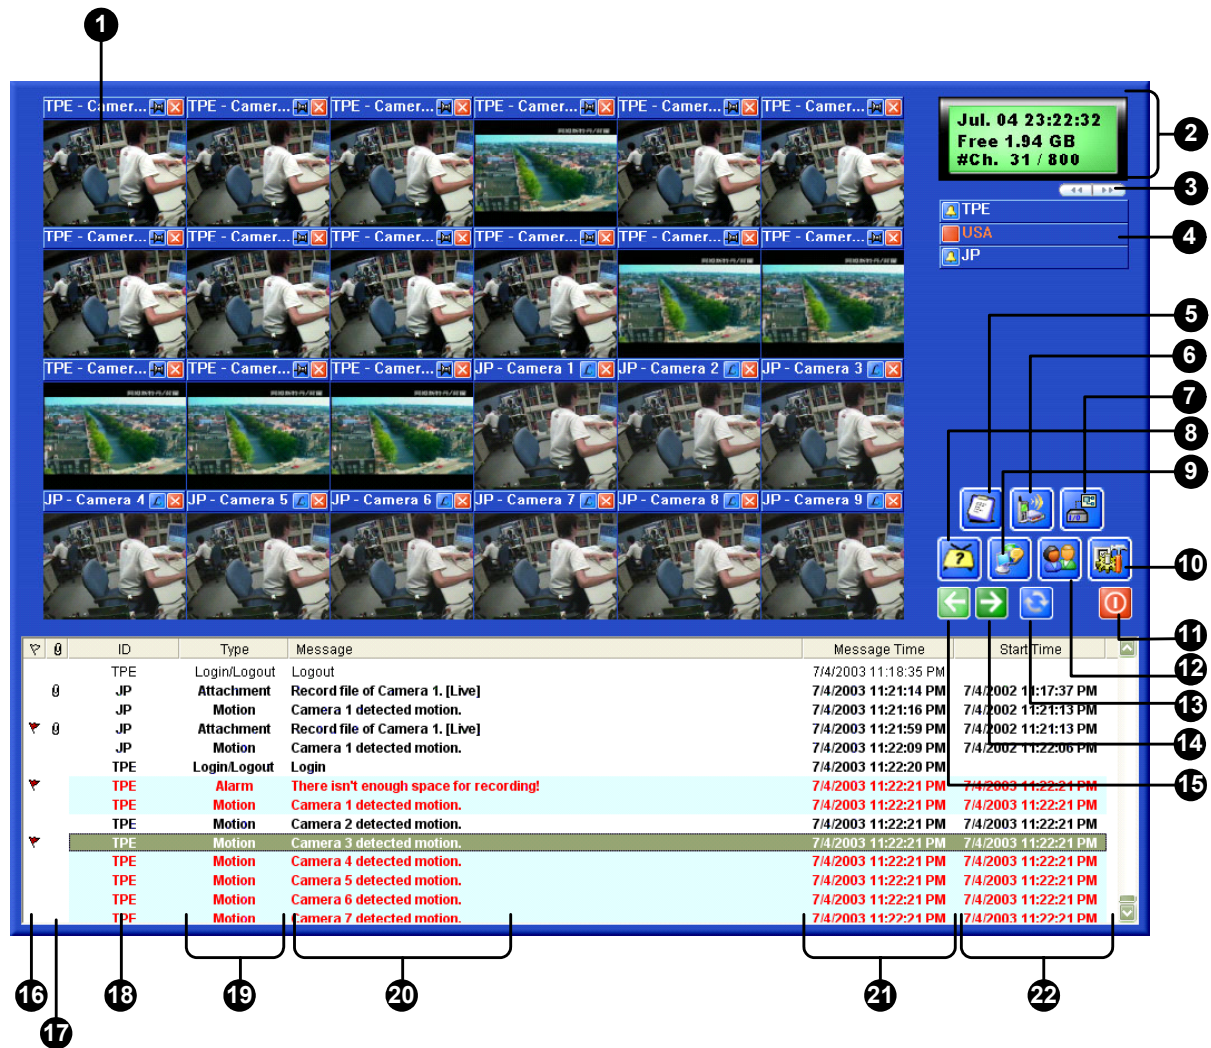 1
TPE - Camer... TPE - Camer... TPE - Camer... TPE - Camer... TPE - Camer... TPE - Camer...
Jul. 04 23:22:32
Free 1.94 GB
#Ch. 31 / 800
2
3
TPE
USA
JP
4
TPE - Camer... TPE - Camer... TPE - Camer... TPE - Camer... TPE - Camer... TPE - Camer...
5
6
TPE - Camer... TPE - Camer... TPE - Camer... JP - Camera 1 JP - Camera 2 JP - Camera 3
7
8
9
JP - Camera 4 JP - Camera 5 JP - Camera 6 JP - Camera 7 JP - Camera 8 JP - Camera 9
I/O
?
10
11
ID Type Message Message Time Start Time
12
TPE Login/Logout Logout 7/4/2003 11:18:35 PM
JP Attachment Record file of Camera 1. [Live] 7/4/2003 11:21:14 PM 7/4/2002 11:17:37 PM
13
JP Motion Camera 1 detected motion. 7/4/2003 11:21:16 PM 7/4/2002 11:21:13 PM
JP Attachment Record file of Camera 1. [Live] 7/4/2003 11:21:59 PM 7/4/2002 11:21:13 PM
14
JP Motion Camera 1 detected motion. 7/4/2003 11:22:09 PM 7/4/2002 11:22:06 PM
TPE Login/Logout Login 7/4/2003 11:22:20 PM
15
TPE Alarm There isn't enough space for recording! 7/4/2003 11:22:21 PM 7/4/2003 11:22:21 PM
TPE Motion Camera 1 detected motion. 7/4/2003 11:22:21 PM 7/4/2003 11:22:21 PM
TPE Motion Camera 2 detected motion. 7/4/2003 11:22:21 PM 7/4/2003 11:22:21 PM
TPE Motion Camera 3 detected motion. 7/4/2003 11:22:21 PM 7/4/2003 11:22:21 PM
TPE Motion Camera 4 detected motion. 7/4/2003 11:22:21 PM 7/4/2003 11:22:21 PM
TPE Motion Camera 5 detected motion. 7/4/2003 11:22:21 PM 7/4/2003 11:22:21 PM
TPE Motion Camera 6 detected motion. 7/4/2003 11:22:21 PM 7/4/2003 11:22:21 PM
TPE Motion Camera 7 detected motion. 7/4/2003 11:22:21 PM 7/4/2003 11:22:21 PM
16
17
18
19
20
21
22